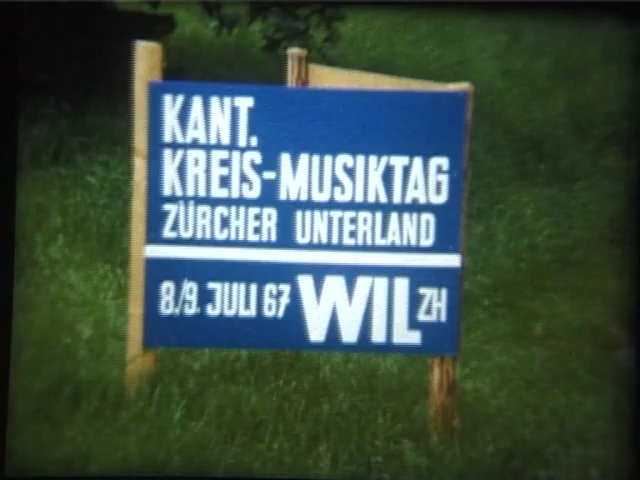 KANT.
KREIS-MUSIKTAG
ZÜRCHER UNTERLAND
8./9. JULI 67 WIL ZH